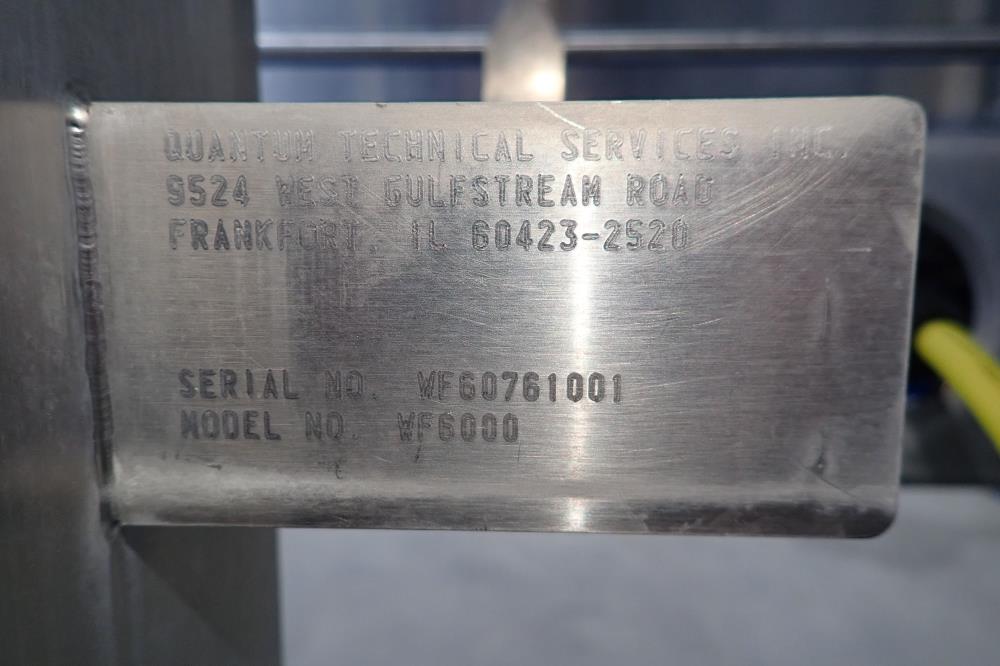 QUANTUM TECHNICAL SERVICES INC.
9524 WEST GULFSTREAM ROAD
FRANKFORT, IL 60423-2520
SERIAL NO. WF60761001
MODEL NO. WF6000